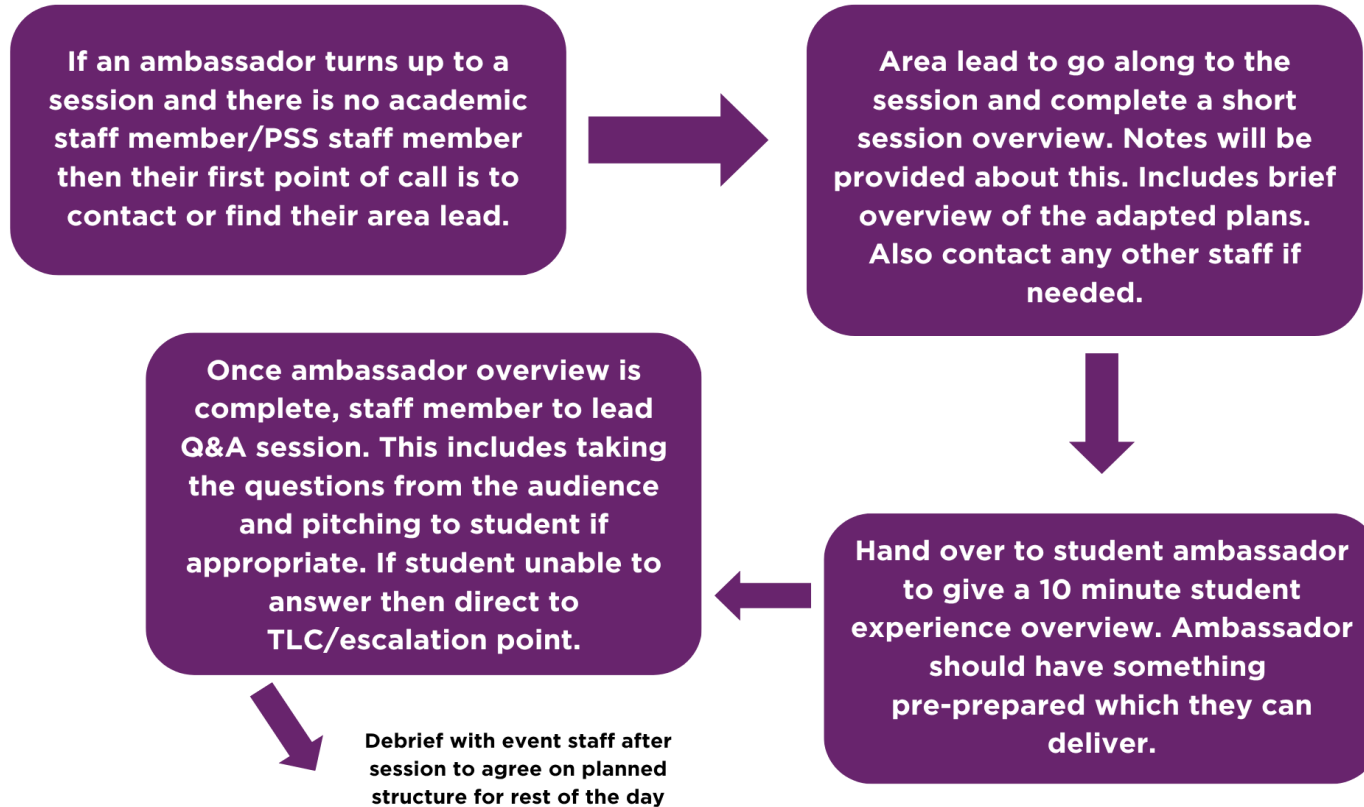 If an ambassador turns up to a
session and there is no academic
staff member/PSS staff member
then their first point of call is to
contact or find their area lead.
Area lead to go along to the
session and complete a short
session overview. Notes will be
provided about this. Includes brief
overview of the adapted plans.
Also contact any other staff if
needed.
Hand over to student ambassador
to give a 10 minute student
experience overview. Ambassador
should have something
pre-prepared which they can
deliver.
Once ambassador overview is
complete, staff member to lead
Q&A session. This includes taking
the questions from the audience
and pitching to student if
appropriate. If student unable to
answer then direct to
TLC/escalation point.
Debrief with event staff after
session to agree on planned
structure for rest of the day